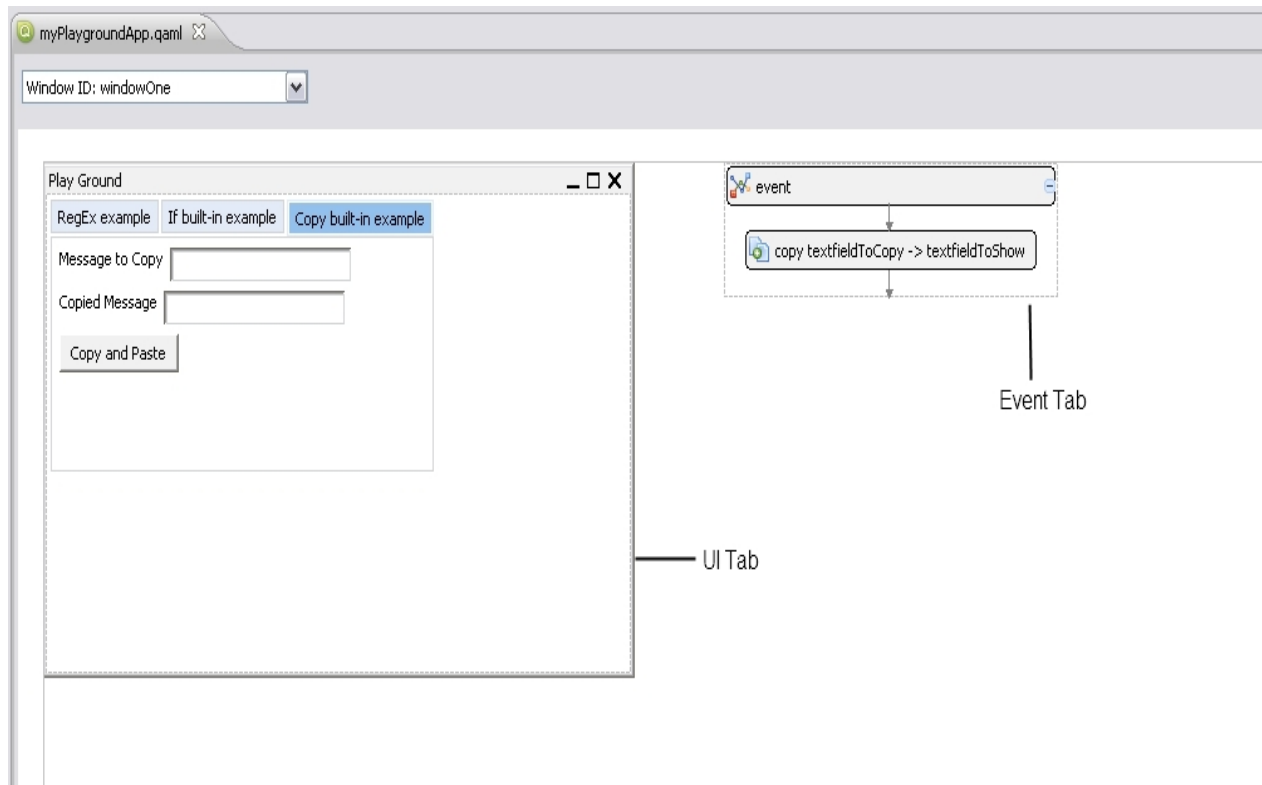 myPlaygroundApp.qaml
Window ID: windowOne
Play Ground
RegEx example If built-in example Copy built-in example
Message to Copy
Copied Message
Copy and Paste
event
copy textfieldToCopy -> textfieldToShow
Event Tab
UI Tab